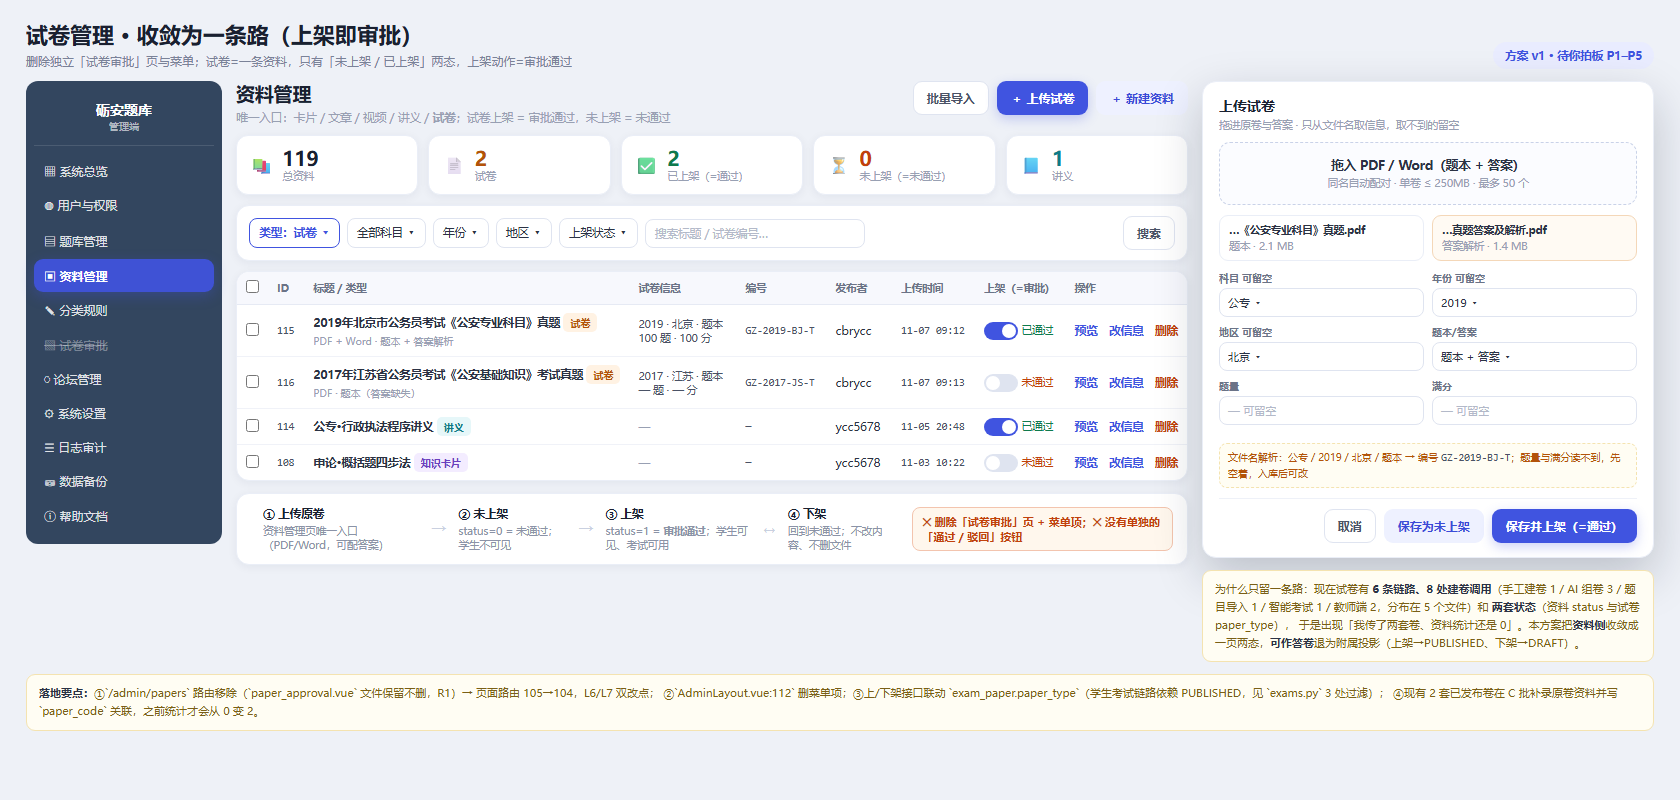 试卷管理 · 收敛为一条路（上架即审批）
删除独立「试卷审批」页与菜单；试卷=一条资料，只有「未上架 / 已上架」两态，上架动作=审批通过
方案 v1 · 待你拍板 P1–P5
砺安题库
管理端
系统总览
用户与权限
题库管理
资料管理
分类规则
试卷审批
论坛管理
系统设置
日志审计
数据备份
帮助文档
资料管理
唯一入口：卡片 / 文章 / 视频 / 讲义 / 试卷；试卷上架 = 审批通过，未上架 = 未通过
批量导入
+ 上传试卷
+ 新建资料
119
总资料
2
试卷
2
已上架（=通过）
0
未上架（=未通过）
1
讲义
类型：试卷
全部科目
年份
地区
上架状态
搜索标题 / 试卷编号...
搜索
ID 标题 / 类型 试卷信息 编号 发布者 上传时间 上架（=审批） 操作
115 2019年北京市公务员考试《公安专业科目》真题 试卷 2019 · 北京 · 题本 GZ-2019-BJ-T cbrycc 11-07 09:12 已通过 预览 改信息 删除
PDF + Word · 题本 + 答案解析 100 题 · 100 分
116 2017年江苏省公务员考试《公安基础知识》考试真题 试卷 2017 · 江苏 · 题本 GZ-2017-JS-T cbrycc 11-07 09:13 未通过 预览 改信息 删除
PDF · 题本（答案缺失） — 题 · — 分
114 公专·行政执法程序讲义 讲义 — – ycc5678 11-05 20:48 已通过 预览 改信息 删除
108 申论·概括题四步法 知识卡片 — – ycc5678 11-03 10:22 未通过 预览 改信息 删除
① 上传原卷
资料管理页唯一入口
（PDF/Word，可配答案）
→
② 未上架
status=0 = 未通过；
学生不可见
→
③ 上架
status=1 = 审批通过；学生可
见、考试可用
↔
④ 下架
回到未通过；不改内
容、不删文件
✕ 删除「试卷审批」页 + 菜单项；✕ 没有单独的
「通过 / 驳回」按钮
上传试卷
拖进原卷与答案 · 只从文件名取信息，取不到的留空
拖入 PDF / Word（题本 + 答案）
同名自动配对 · 单卷 ≤ 250MB · 最多 50 个
...《公安专业科目》真题.pdf
题本 · 2.1 MB
...真题答案及解析.pdf
答案解析 · 1.4 MB
科目 可留空
公专
年份 可留空
2019
地区 可留空
北京
题本/答案
题本 + 答案
题量
— 可留空
满分
— 可留空
文件名解析：公专 / 2019 / 北京 / 题本 → 编号 GZ-2019-BJ-T；题量与满分读不到，先
空着，入库后可改
取消
保存为未上架
保存并上架（=通过）
为什么只留一条路：现在试卷有 6 条链路、8 处建卷调用（手工建卷 1 / AI 组卷 3 / 题
目导入 1 / 智能考试 1 / 教师端 2，分布在 5 个文件）和 两套状态（资料 status 与试卷
paper_type），于是出现「我传了两套卷、资料统计还是 0」。本方案把资料侧收敛成
一页两态，可作答卷退为附属投影（上架→PUBLISHED、下架→DRAFT）。
落地要点：①`/admin/papers` 路由移除（`paper_approval.vue` 文件保留不删，R1）→ 页面路由 105→104，L6/L7 双改点； ②`AdminLayout.vue:112` 删菜单项；③上/下架接口联动 `exam_paper.paper_type`（学生考试链路依赖 PUBLISHED，见 `exams.py` 3 处过滤）； ④现有 2 套已发布卷在 C 批补录原卷资料并写
`paper_code` 关联，之前统计才会从 0 变 2。